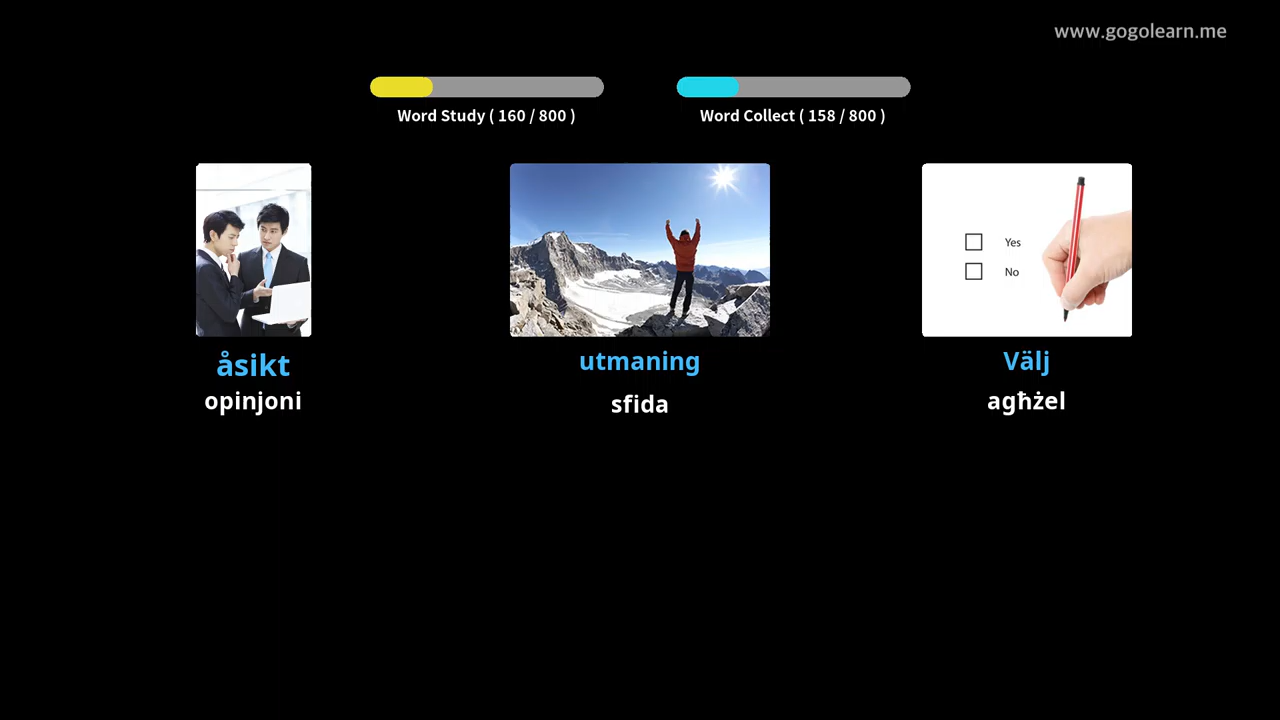 www.gogolearn.me
Word Study ( 160 / 800 )
Word Collect ( 158 / 800 )
Yes
No
åsikt
utmaning
Välj
opinjoni
sfida
agħżel